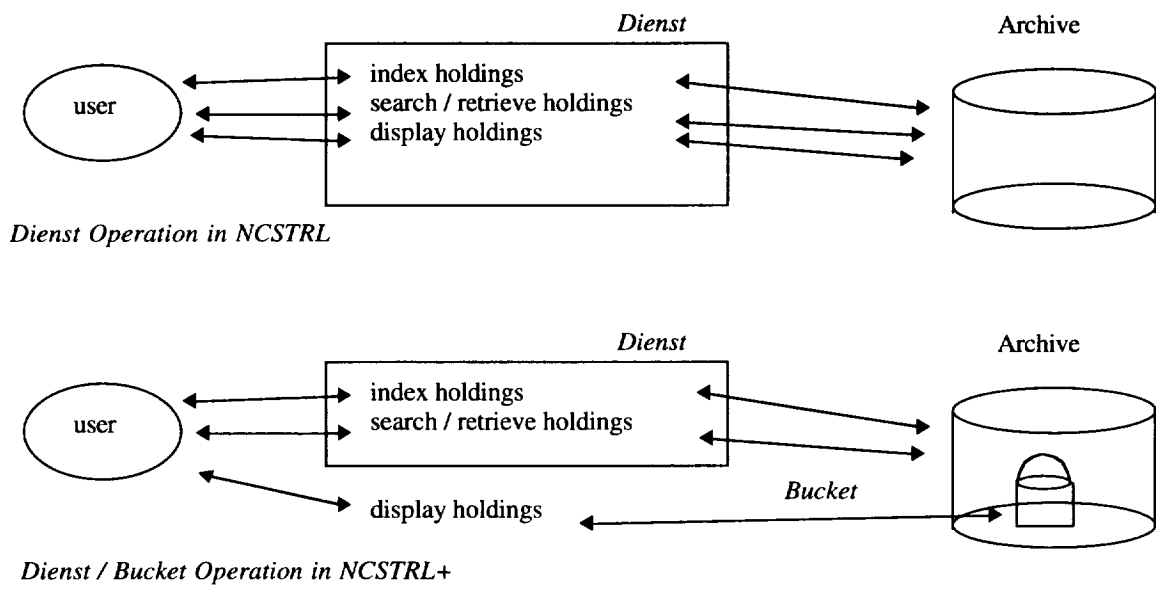 Dienst
Archive
user
index holdings
search / retrieve holdings
display holdings
Dienst Operation in NCSTRL
Dienst
Archive
user
index holdings
search / retrieve holdings
Bucket
display holdings
Dienst / Bucket Operation in NCSTRL+